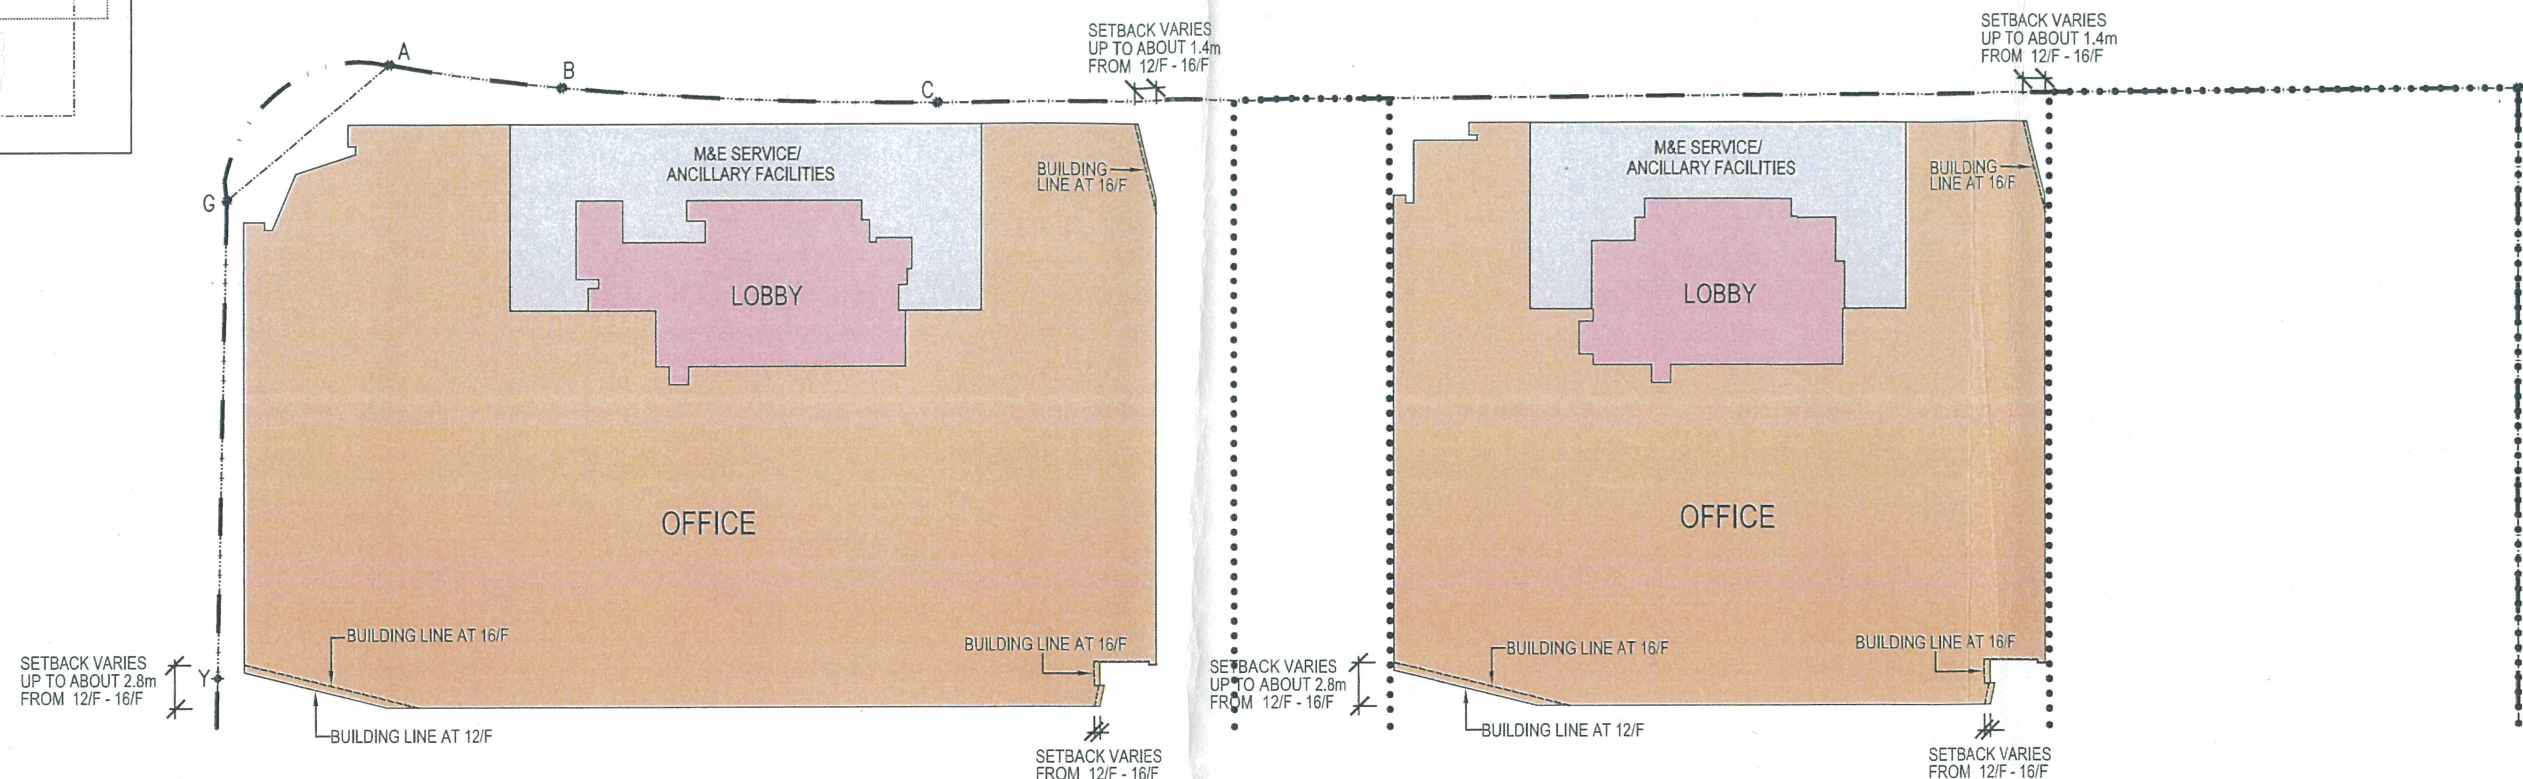 SETBACK VARIES
UP TO ABOUT 1.4m
FROM 12/F - 16/F
SETBACK VARIES
UP TO ABOUT 1.4m
FROM 12/F - 16/F
A
B
C
G
M&E SERVICE/
ANCILLARY FACILITIES
BUILDING
LINE AT 16/F
M&E SERVICE/
ANCILLARY FACILITIES
BUILDING
LINE AT 16/F
LOBBY
LOBBY
OFFICE
OFFICE
BUILDING LINE AT 16/F
BUILDING LINE AT 16/F
BUILDING LINE AT 16/F
BUILDING LINE AT 16/F
SETBACK VARIES
UP TO ABOUT 2.8m
FROM 12/F - 16/F
Y
SETBACK VARIES
UP TO ABOUT 2.8m
FROM 12/F - 16/F
BUILDING LINE AT 12/F
BUILDING LINE AT 12/F
SETBACK VARIES
FROM 12/F - 16/F
SETBACK VARIES
FROM 12/F - 16/F